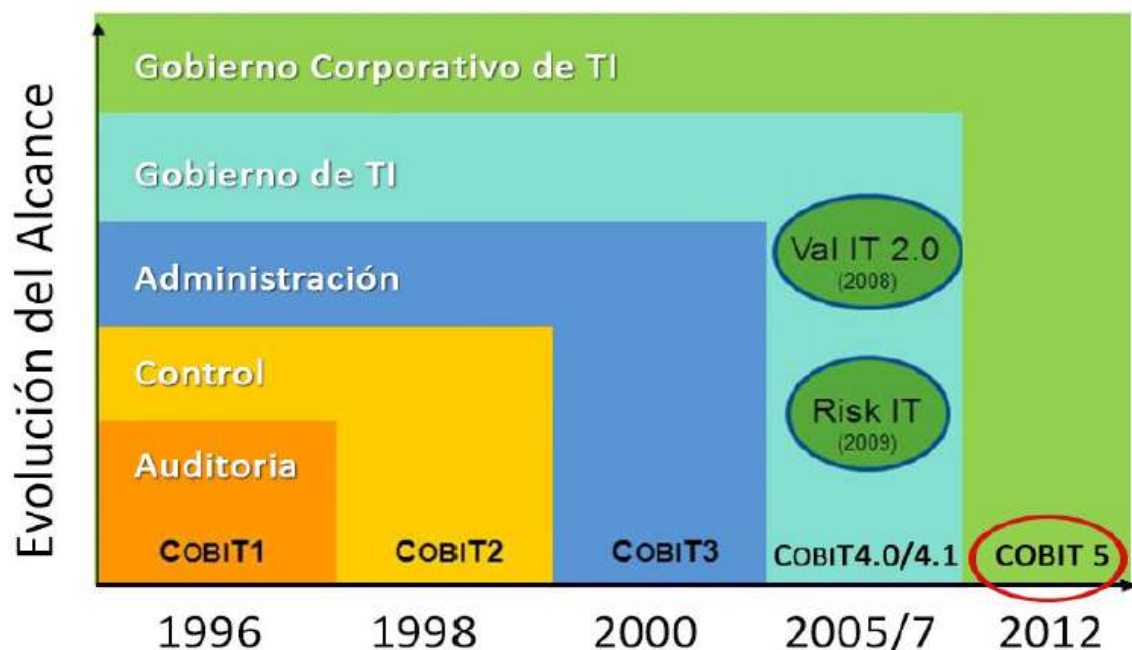 Evolución del Alcance
Gobierno Corporativo de TI
Gobierno de TI
Val IT 2.0
(2008)
Administración
Control
Risk IT
(2009)
Auditoria
COBIT1
COBIT2
COBIT3
COBIT4.0/4.1
COBIT 5
1996
1998
2000
2005/7
2012